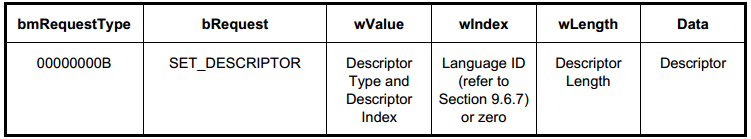 bmRequestType bRequest wValue wIndex wLength Data
00000000B SET_DESCRIPTOR Descriptor Language ID Descriptor Descriptor
Type and (refer to Length
Descriptor Section 9.6.7)
Index or zero